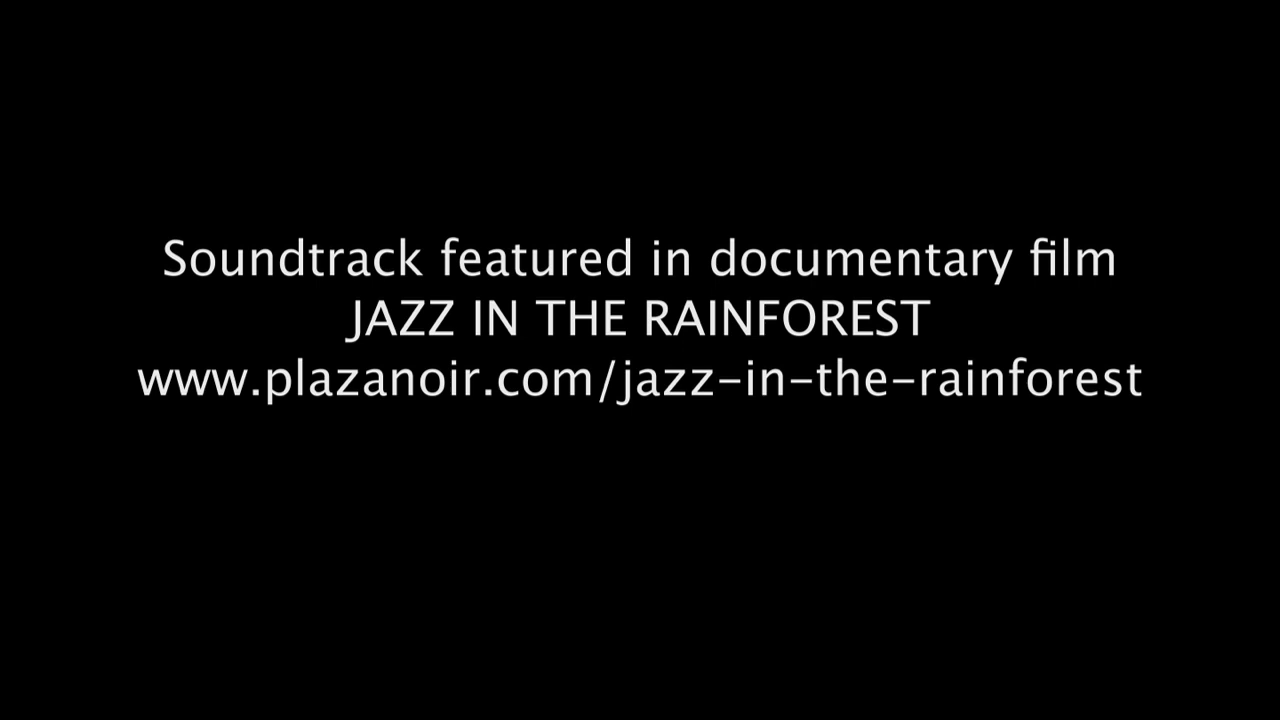 Soundtrack featured in documentary film
JAZZ IN THE RAINFOREST
www.plazanoir.com/jazz-in-the-rainforest